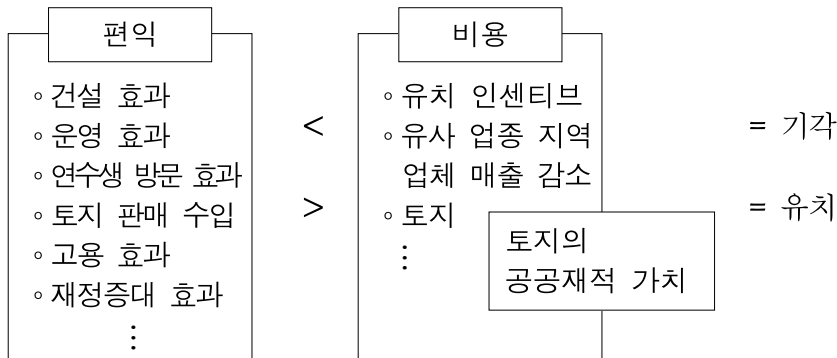 편익
◦ 건설 효과
◦ 운영 효과
◦ 연수생 방문 효과
◦ 토지 판매 수입
◦ 고용 효과
◦ 재정증대 효과
⋮
<
>
비용
◦ 유치 인센티브
◦ 유사 업종 지역
업체 매출 감소
◦ 토지
⋮
토지의
공공재적 가치
= 기각
= 유치